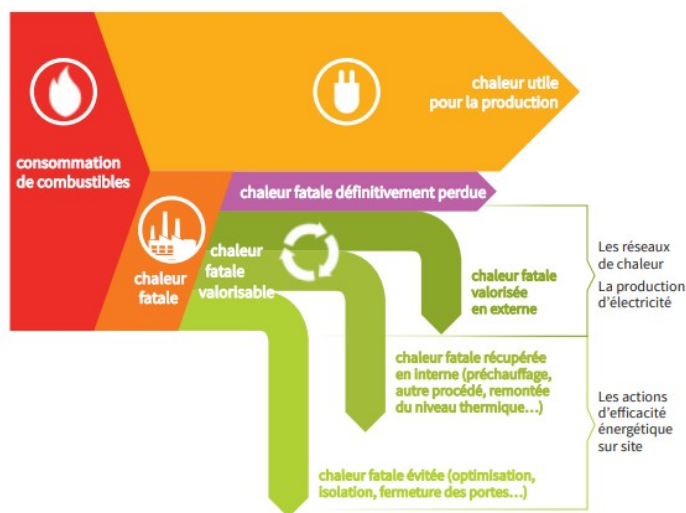 chaleur utile
pour la production
consommation
de combustibles
chaleur fatale définitivement perdue
chaleur
fatale
chaleur
fatale
valorisable
chaleur fatale
valorisée
en externe
Les réseaux
de chaleur
La production
d'électricité
chaleur fatale récupérée
en interne (préchauffage,
autre procédé, remontée
du niveau thermique...)
Les actions
d'efficacité
énergétique
sur site
chaleur fatale évitée (optimisation,
isolation, fermeture des portes...)